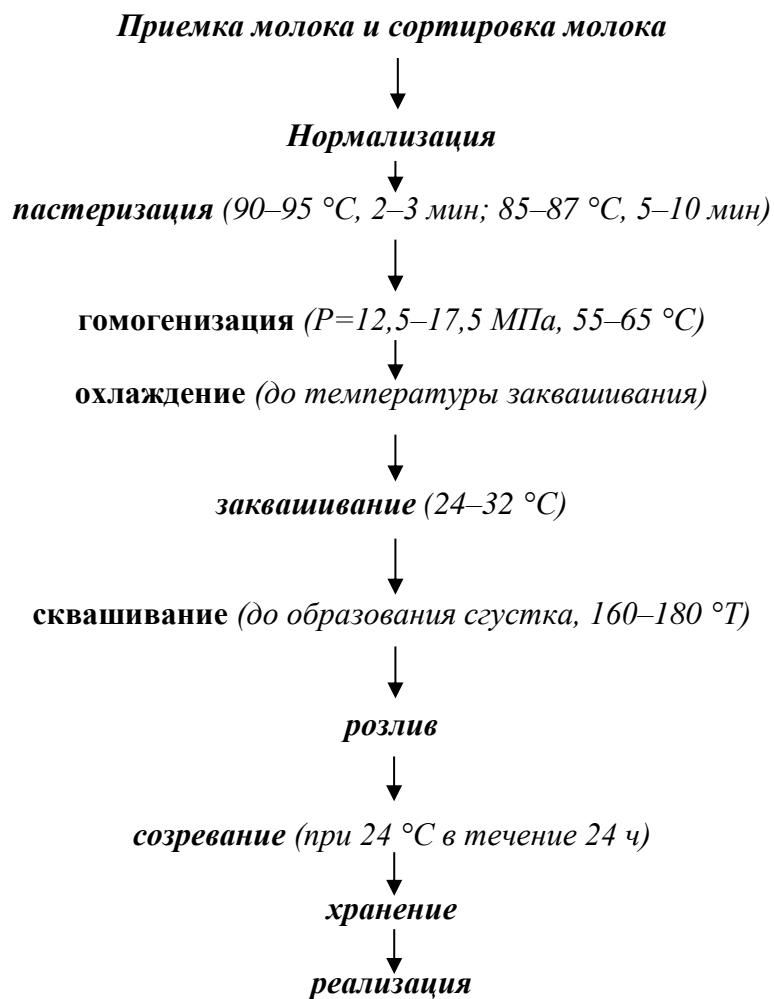 Приемка молока и сортировка молока
Нормализация
пастеризация (90–95 °С, 2–3 мин; 85–87 °С, 5–10 мин)
гомогенизация (Р=12,5–17,5 МПа, 55–65 °С)
охлаждение (до температуры заквашивания)
заквашивание (24–32 °С)
сквашивание (до образования сгустка, 160–180 °Т)
розлив
созревание (при 24 °С в течение 24 ч)
хранение
реализация